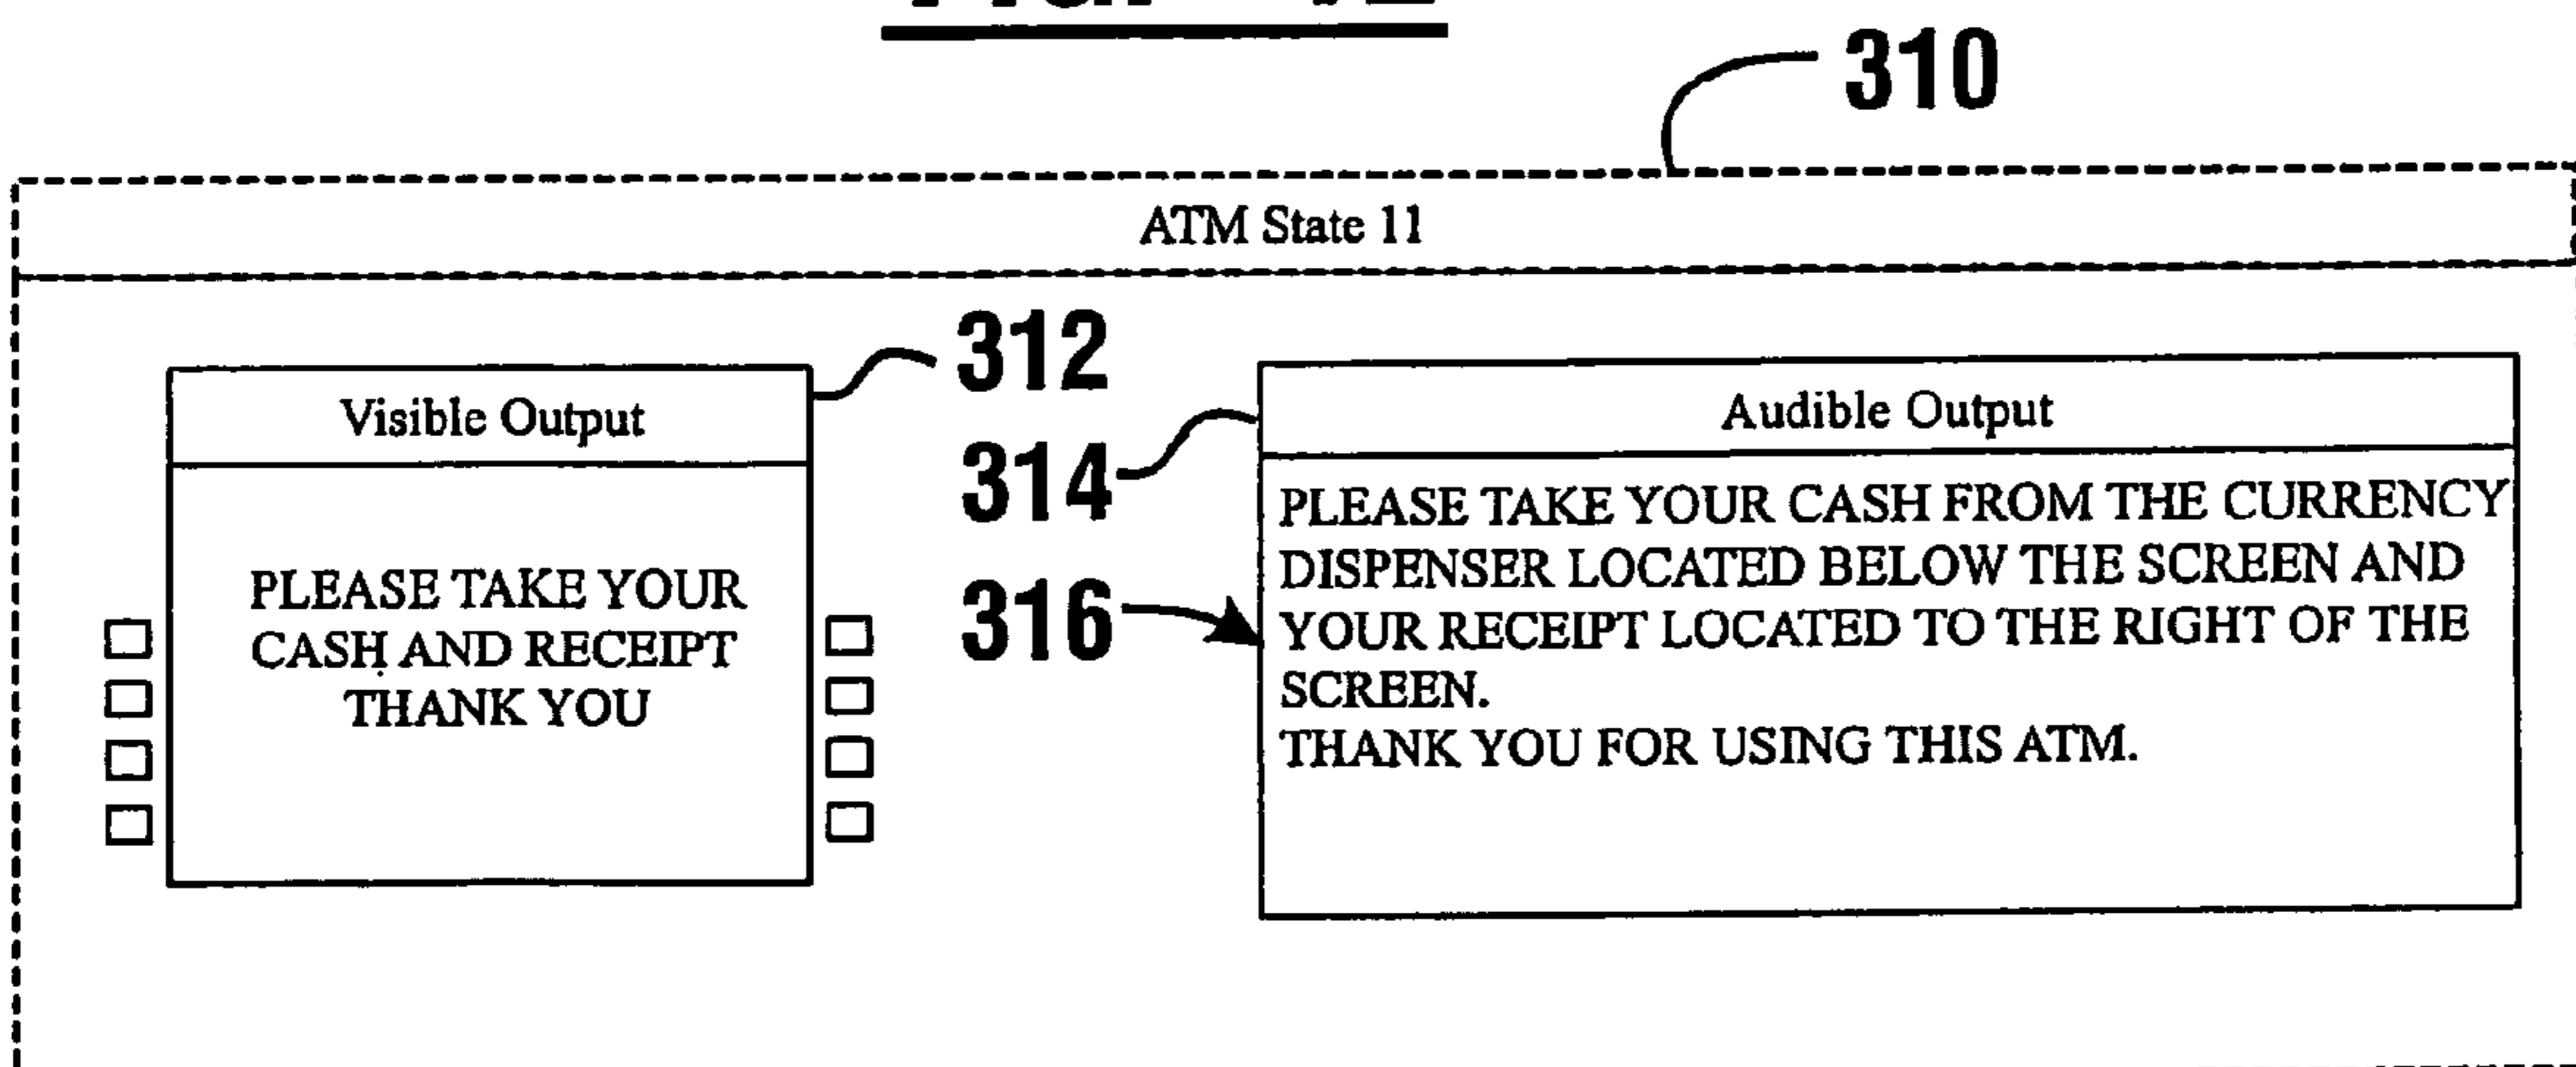 310
ATM State 11
312
Visible Output
PLEASE TAKE YOUR
CASH AND RECEIPT
THANK YOU
314
316
Audible Output
PLEASE TAKE YOUR CASH FROM THE CURRENCY
DISPENSER LOCATED BELOW THE SCREEN AND
YOUR RECEIPT LOCATED TO THE RIGHT OF THE
SCREEN.
THANK YOU FOR USING THIS ATM.